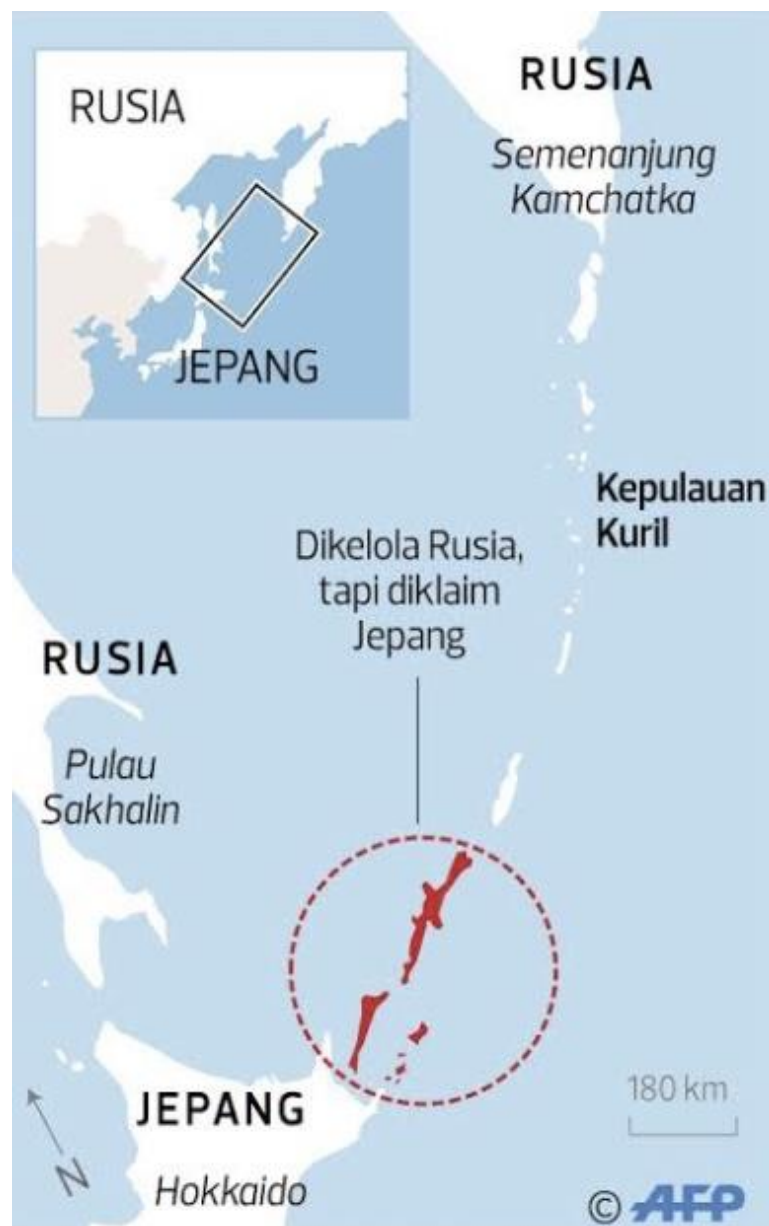 RUSIA
JEPANG
RUSIA
Semenanjung
Kamchatka
Kepulauan
Kuril
Dikelola Rusia,
tapi diklaim
Jepang
RUSIA
Pulau
Sakhalin
JEPANG
Hokkaido
N
180 km
© AFP